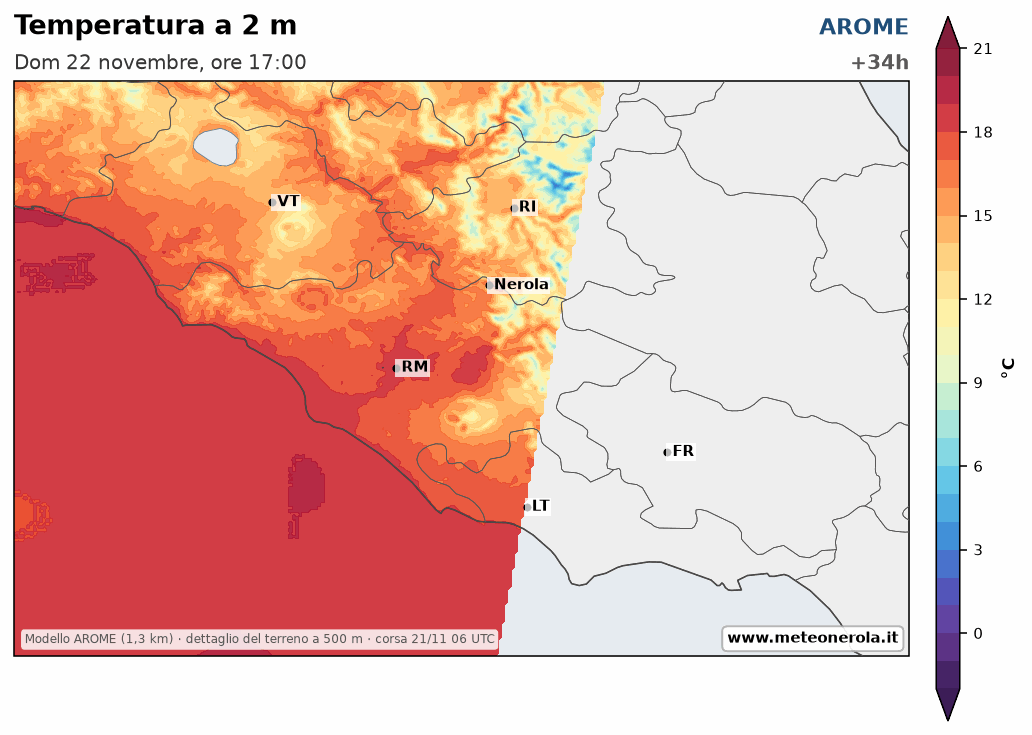 Temperatura a 2 m
AROME
Dom 22 novembre, ore 17:00
+34h
VT
RI
Nerola
RM
FR
LT
Modello AROME (1,3 km) · dettaglio del terreno a 500 m · corsa 21/11 06 UTC
www.meteonerola.it
21
18
15
12
9
6
3
0
°C